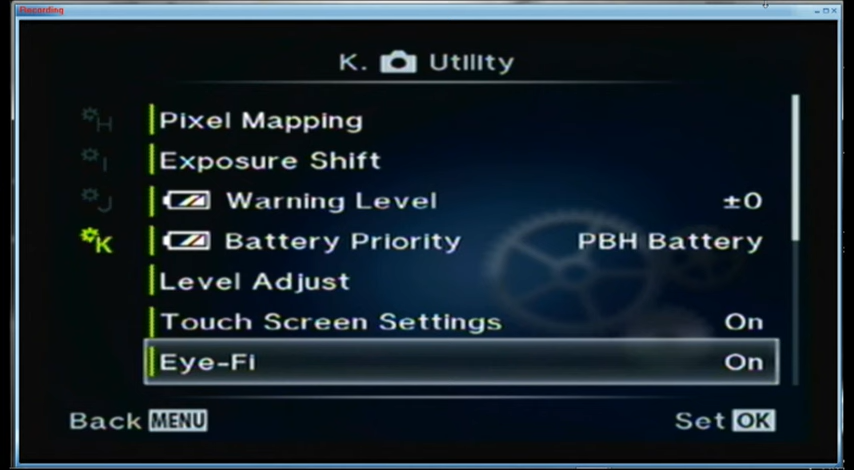 Recording
K. Utility
H
Pixel Mapping
I
Exposure Shift
J
Warning Level ±0
K
Battery Priority PBH Battery
Level Adjust
Touch Screen Settings On
Eye-Fi On
Back MENU Set OK